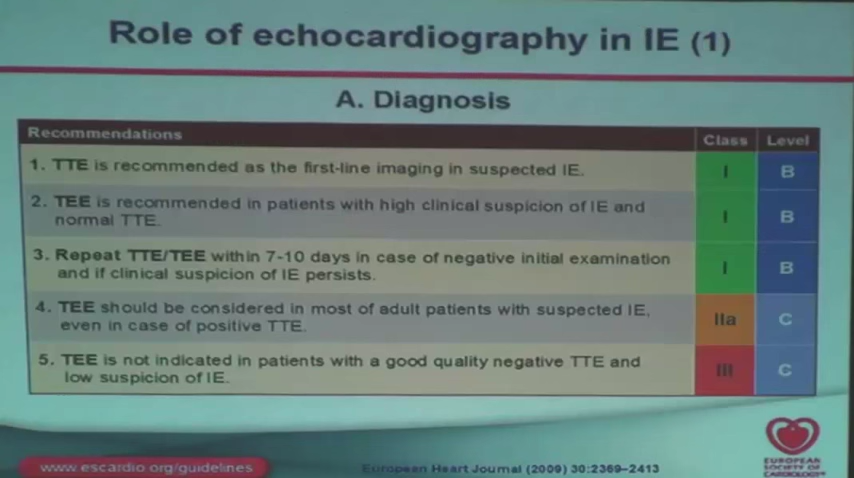 Role of echocardiography in IE (1)
A. Diagnosis
Recommendations Class Level
1. TTE is recommended as the first-line imaging in suspected IE. I B
2. TEE is recommended in patients with high clinical suspicion of IE and
normal TTE. I B
3. Repeat TTE/TEE within 7-10 days in case of negative initial examination
and if clinical suspicion of IE persists. I B
4. TEE should be considered in most of adult patients with suspected IE,
even in case of positive TTE. IIa C
5. TEE is not indicated in patients with a good quality negative TTE and
low suspicion of IE. III C
www.escardio.org/guidelines
European Heart Journal (2009) 30:2369–2413
EUROPEAN
SOCIETY OF
CARDIOLOGY®